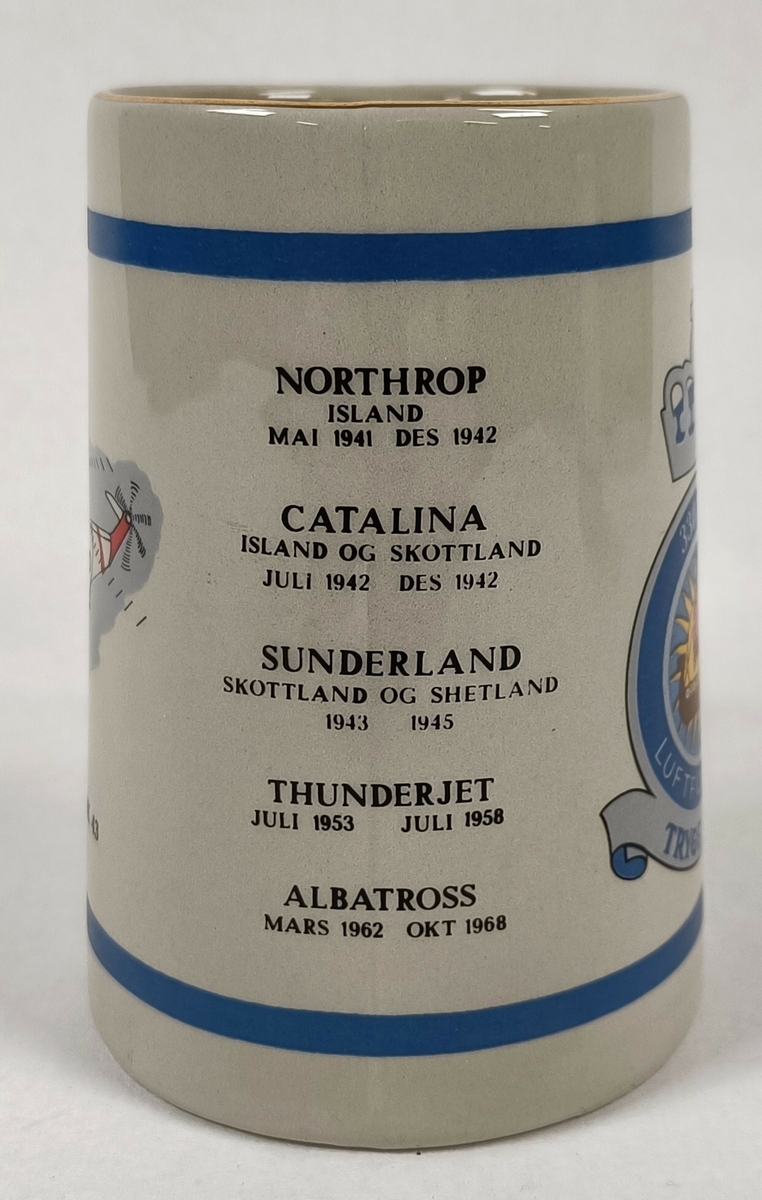 NORTHROP
ISLAND
MAI 1941 DES 1942
CATALINA
ISLAND OG SKOTTLAND
JULI 1942 DES 1942
SUNDERLAND
SKOTTLAND OG SHETLAND
1943 1945
THUNDERJET
JULI 1953 JULI 1958
ALBATROSS
MARS 1962 OKT 1968